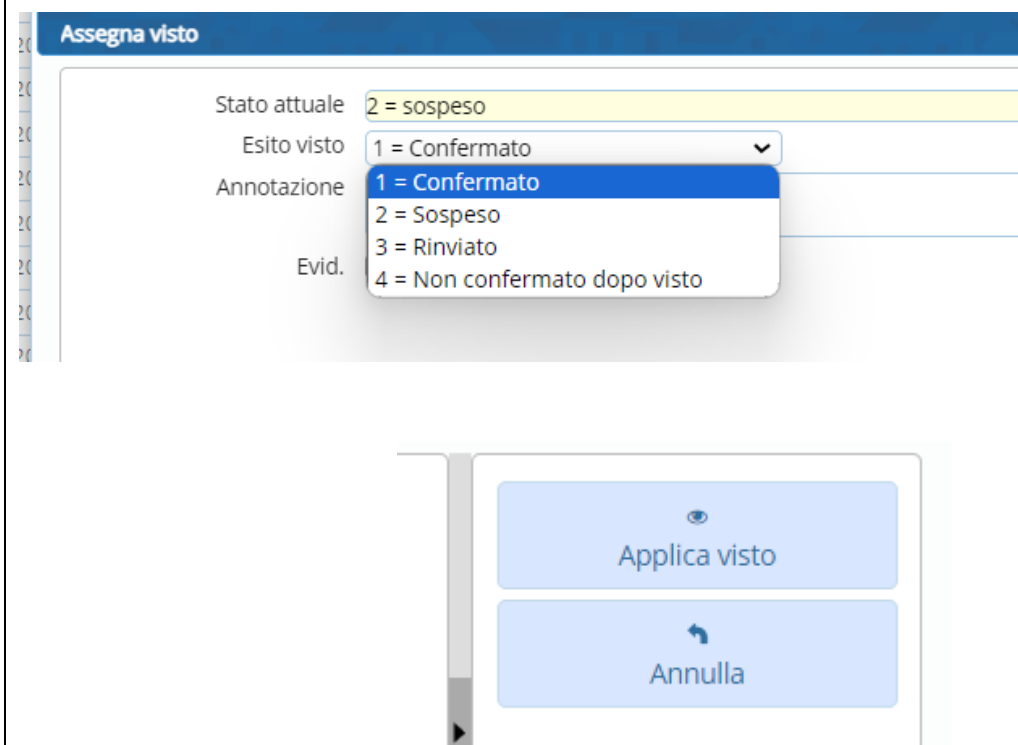 Assegna visto
Stato attuale 2 = sospeso
Esito visto 1 = Confermato
Annotazione 1 = Confermato
2 = Sospeso
3 = Rinviato
Evid.
4 = Non confermato dopo visto
Applica visto
Annulla